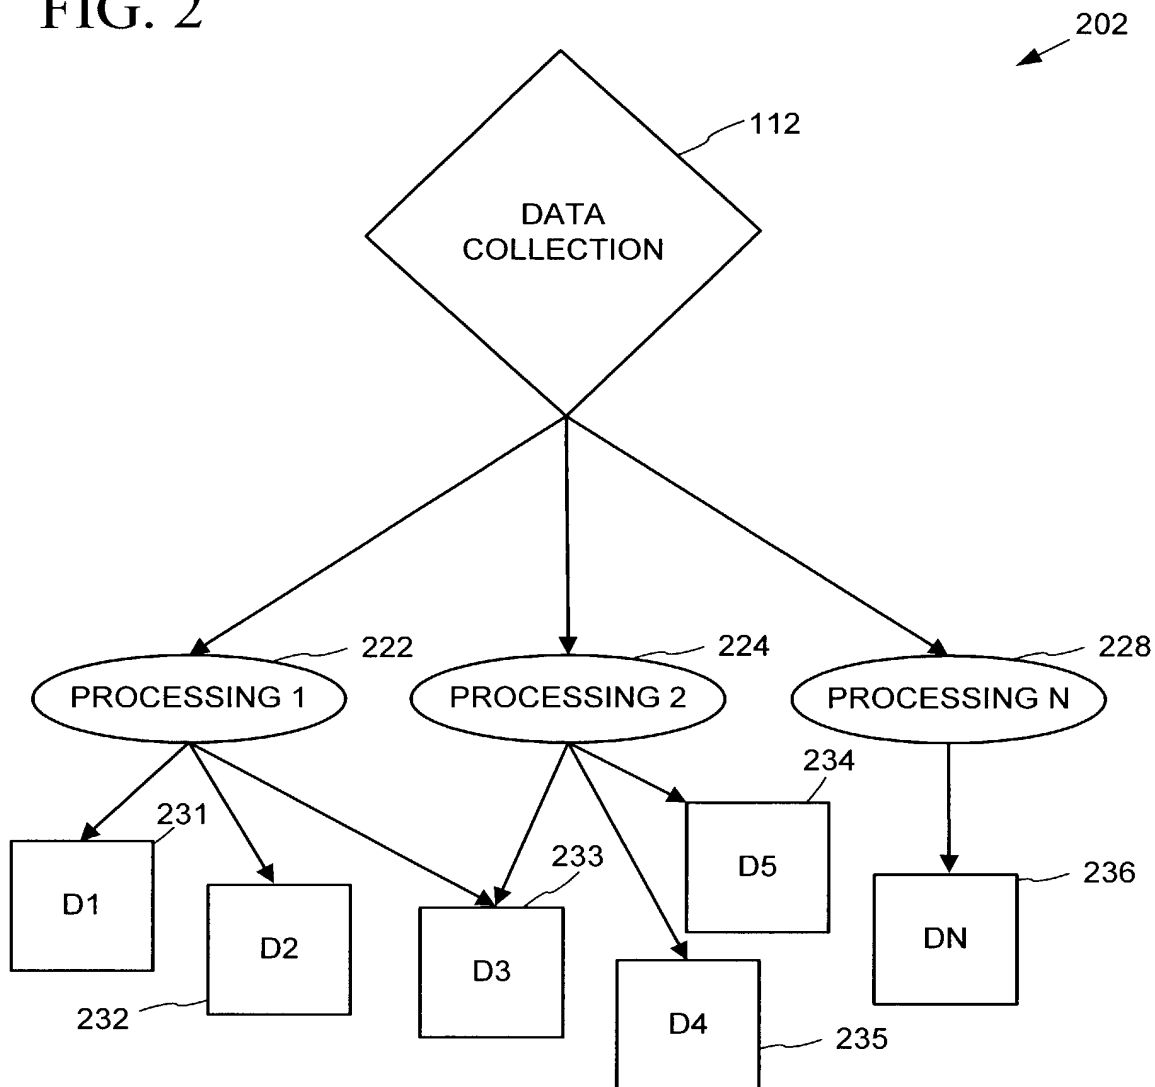 FIG. 2
202
112
DATA
COLLECTION
222
224
228
PROCESSING 1
PROCESSING 2
PROCESSING N
234
231
233
236
D5
D1
DN
D2
D3
232
D4
235